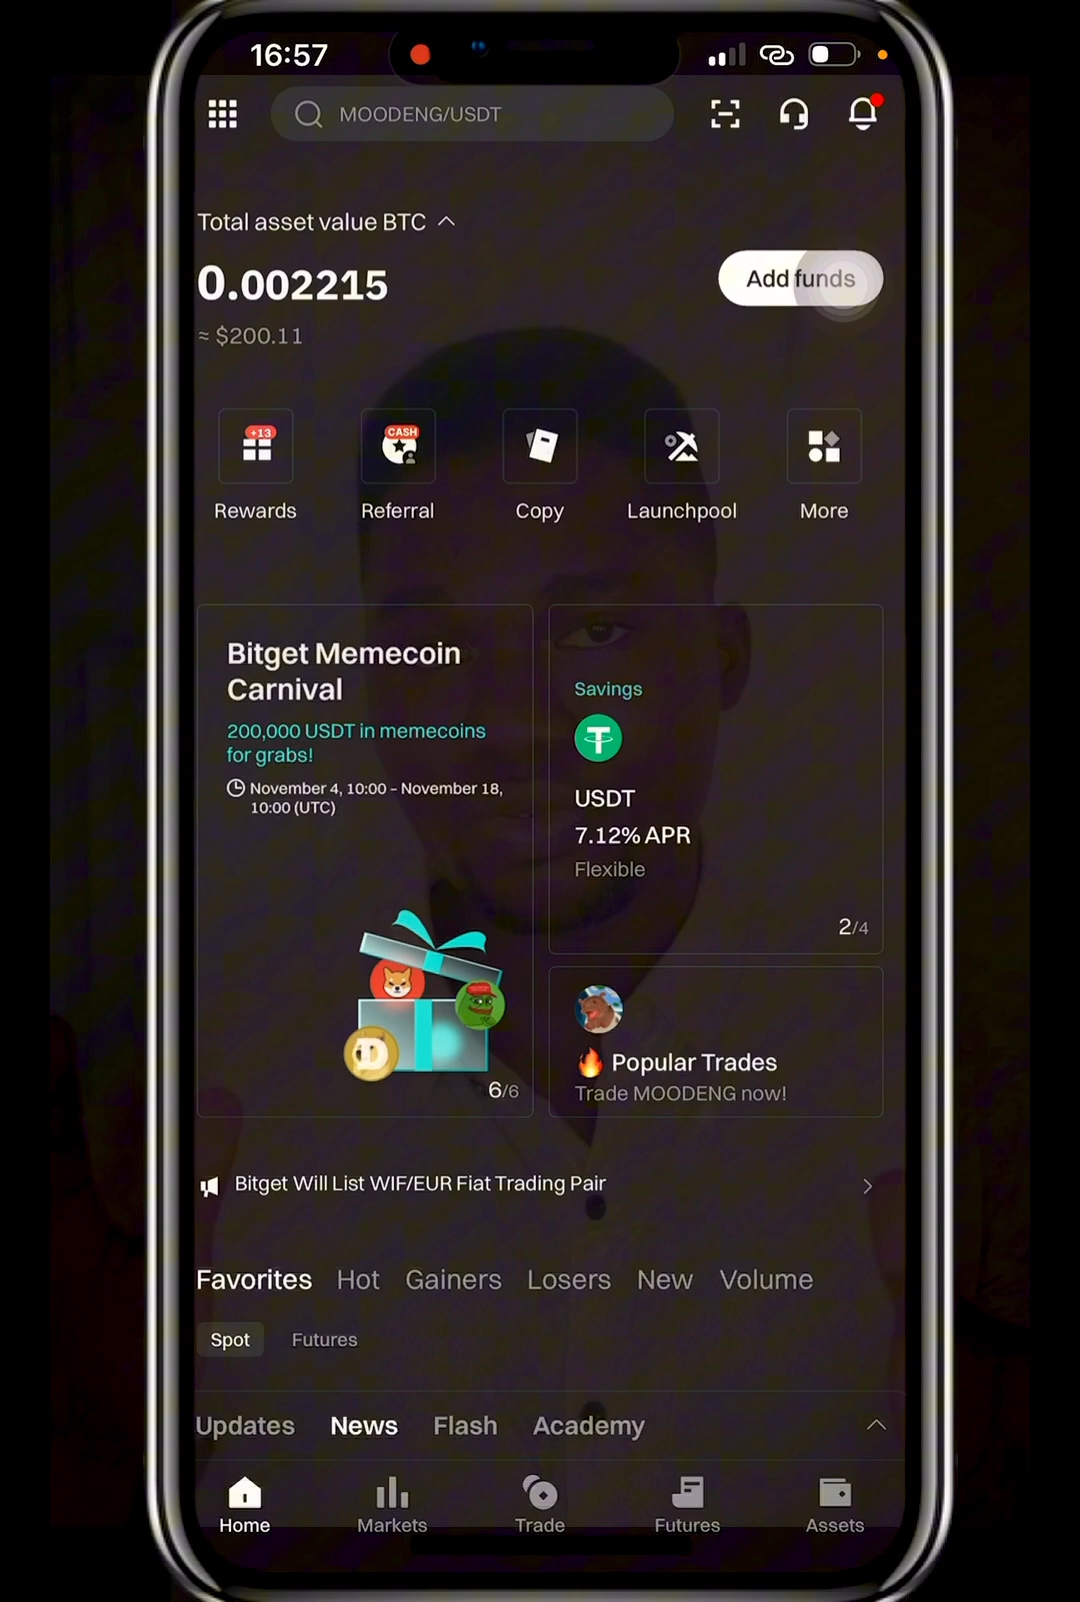 16:57
MOODENG/USDT
Total asset value BTC
0.002215
Add funds
≈ $200.11
+13
CASH
Rewards
Referral
Copy
Launchpool
More
Bitget Memecoin
Carnival
200,000 USDT in memecoins
for grabs!
November 4, 10:00 – November 18,
10:00 (UTC)
6/6
Savings
USDT
7.12% APR
Flexible
2/4
🔥 Popular Trades
Trade MOODENG now!
Bitget Will List WIF/EUR Fiat Trading Pair
Favorites Hot Gainers Losers New Volume
Spot Futures
Updates News Flash Academy
Home Markets Trade Futures Assets